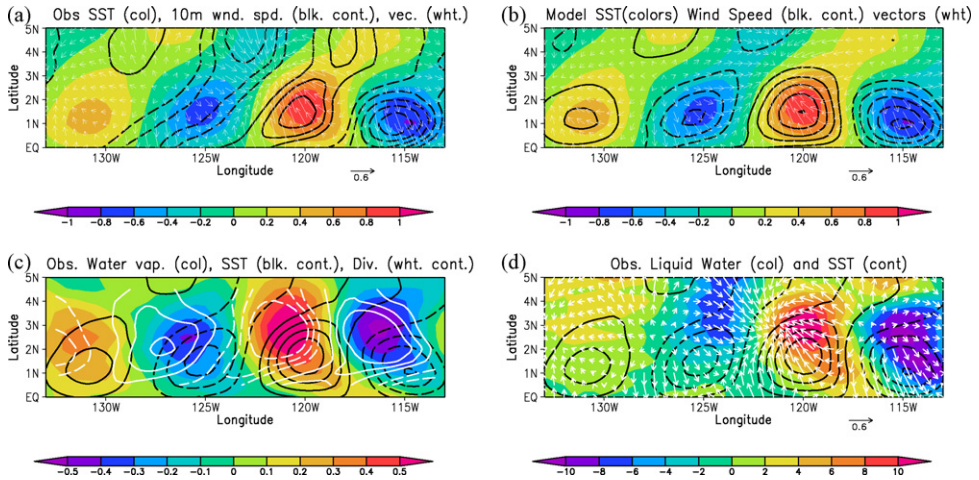 (a) Obs SST (col), 10m wnd. spd. (blk. cont.), vec. (wht.)
5N
4N
3N
2N
1N
EQ
Latitude
130W 125W 120W 115W
Longitude
0.6
-1 -0.8 -0.6 -0.4 -0.2 0 0.2 0.4 0.6 0.8 1
(b) Model SST(colors) Wind Speed (blk. cont.) vectors (wht)
5N
4N
3N
2N
1N
EQ
Latitude
130W 125W 120W 115W
Longitude
0.6
-1 -0.8 -0.6 -0.4 -0.2 0 0.2 0.4 0.6 0.8 1
(c) Obs. Water vap. (col), SST (blk. cont.), Div. (wht. cont.)
5N
4N
3N
2N
1N
EQ
Latitude
130W 125W 120W 115W
Longitude
-0.5 -0.4 -0.3 -0.2 -0.1 0 0.1 0.2 0.3 0.4 0.5
(d) Obs. Liquid Water (col) and SST (cont)
5N
4N
3N
2N
1N
EQ
Latitude
130W 125W 120W 115W
Longitude
0.6
-10 -8 -6 -4 -2 0 2 4 6 8 10